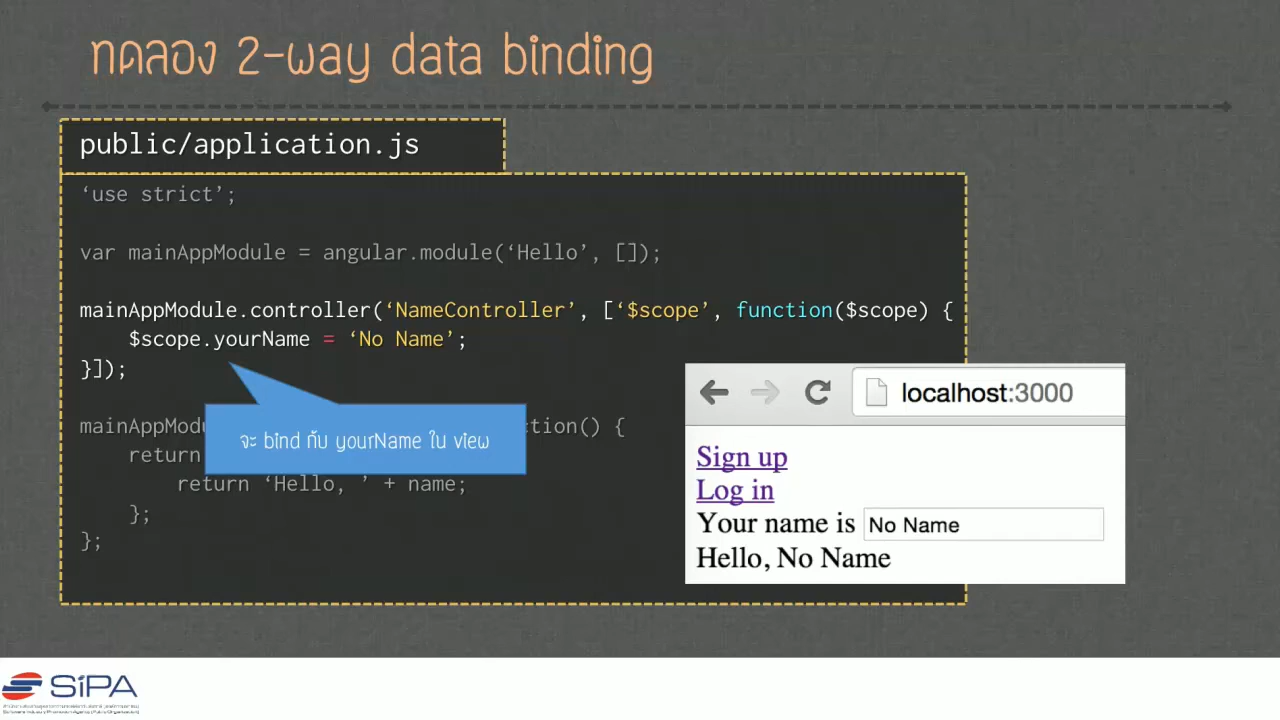 ทดลอง 2-way data binding
public/application.js
‘use strict’;
var mainAppModule = angular.module(‘Hello’, []);
mainAppModule.controller(‘NameController’, [‘$scope’, function($scope) {
$scope.yourName = ‘No Name’;
}]);
จะ bind กับ yourName ใน view
return
return ‘Hello, ’ + name;
};
};
localhost:3000
Sign up
Log in
Your name is No Name
Hello, No Name
SiPA